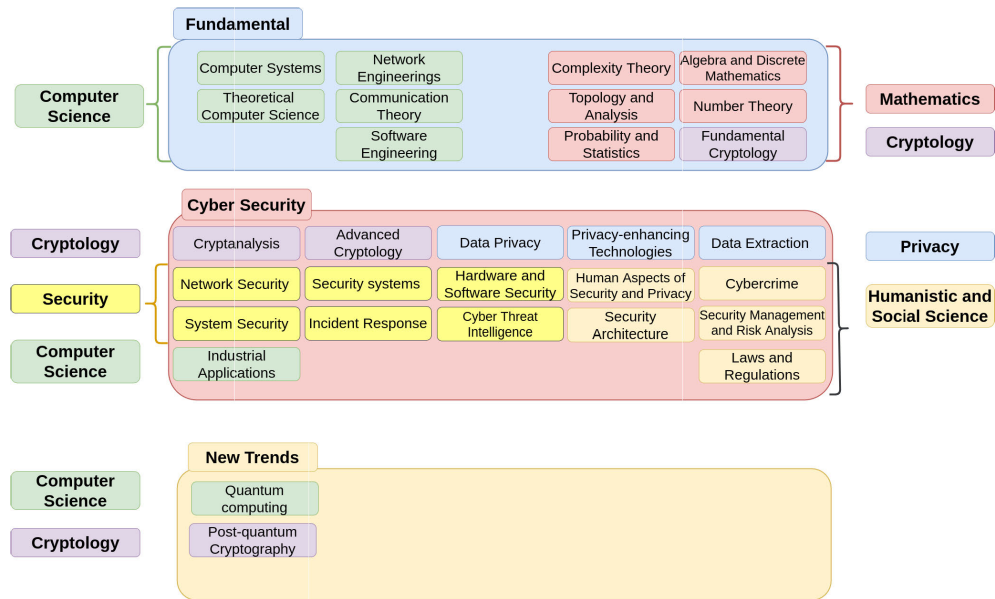 Fundamental
Computer
Science
Computer Systems
Network
Engineerings
Complexity Theory
Algebra and Discrete
Mathematics
Theoretical
Computer Science
Communication
Theory
Topology and
Analysis
Number Theory
Mathematics
Software
Engineering
Probability and
Statistics
Fundamental
Cryptology
Cryptology
Cyber Security
Cryptology
Cryptanalysis
Advanced
Cryptology
Data Privacy
Privacy-enhancing
Technologies
Data Extraction
Privacy
Security
Network Security
Security systems
Hardware and
Software Security
Human Aspects of
Security and Privacy
Cybercrime
Humanistic and
Social Science
System Security
Incident Response
Cyber Threat
Intelligence
Security
Architecture
Security Management
and Risk Analysis
Computer
Science
Industrial
Applications
Laws and
Regulations
New Trends
Computer
Science
Quantum
computing
Cryptology
Post-quantum
Cryptography